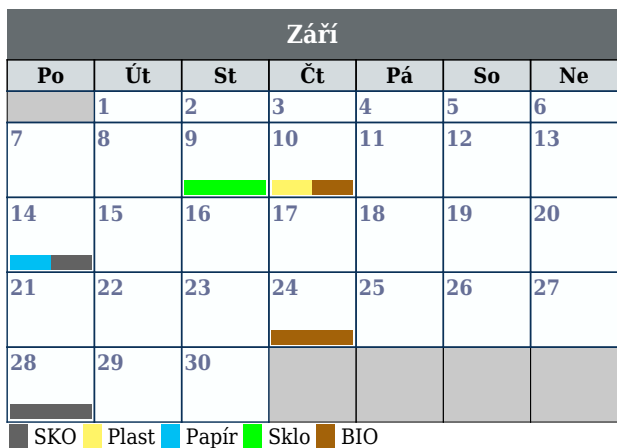 Září
Po Út St Čt Pá So Ne
1 2 3 4 5 6
7 8 9 10 11 12 13
14 15 16 17 18 19 20
21 22 23 24 25 26 27
28 29 30
SKO Plast Papír Sklo BIO